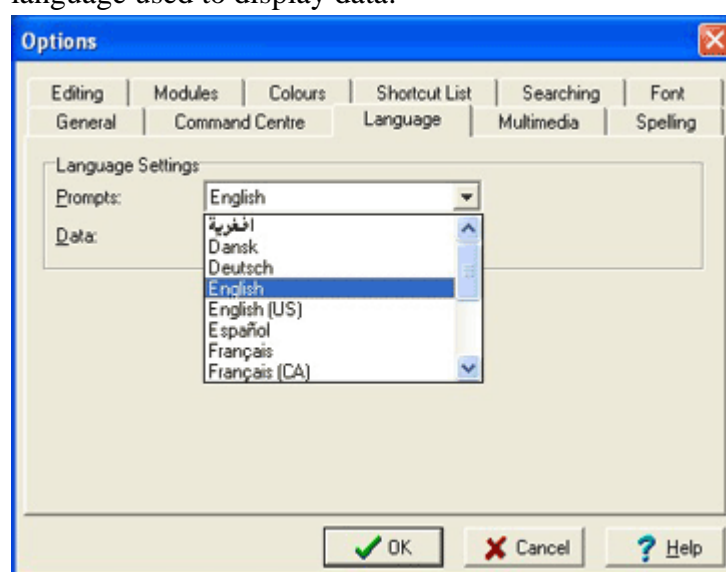 language used to display data.
Options
Editing Modules Colours Shortcut List Searching Font
General Command Centre Language Multimedia Spelling
Language Settings
Prompts: English
افغرية
Data:
Dansk
Deutsch
English
English (US)
Español
Français
Français (CA)
OK Cancel ? Help